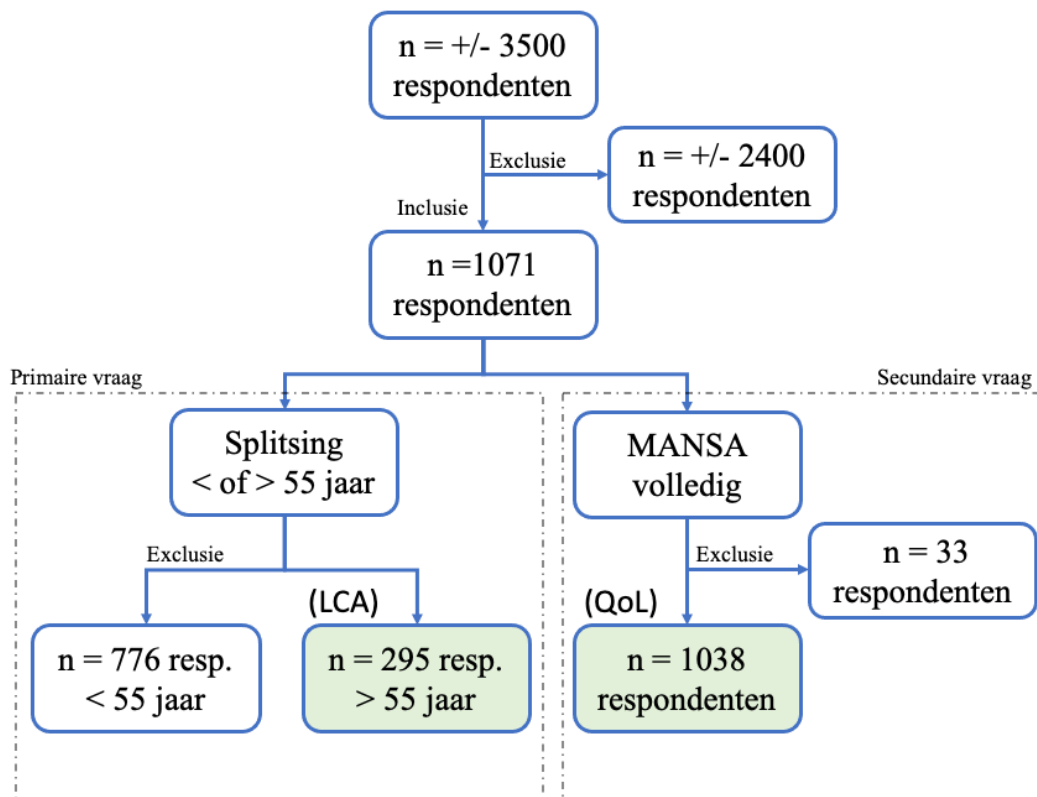 n = +/- 3500
respondenten
Exclusie
n = +/- 2400
respondenten
Inclusie
n =1071
respondenten
Primaire vraag
Secundaire vraag
Splitsing
< of > 55 jaar
MANSA
volledig
Exclusie
Exclusie
n = 33
respondenten
(LCA)
(QoL)
n = 776 resp.
< 55 jaar
n = 295 resp.
> 55 jaar
n = 1038
respondenten